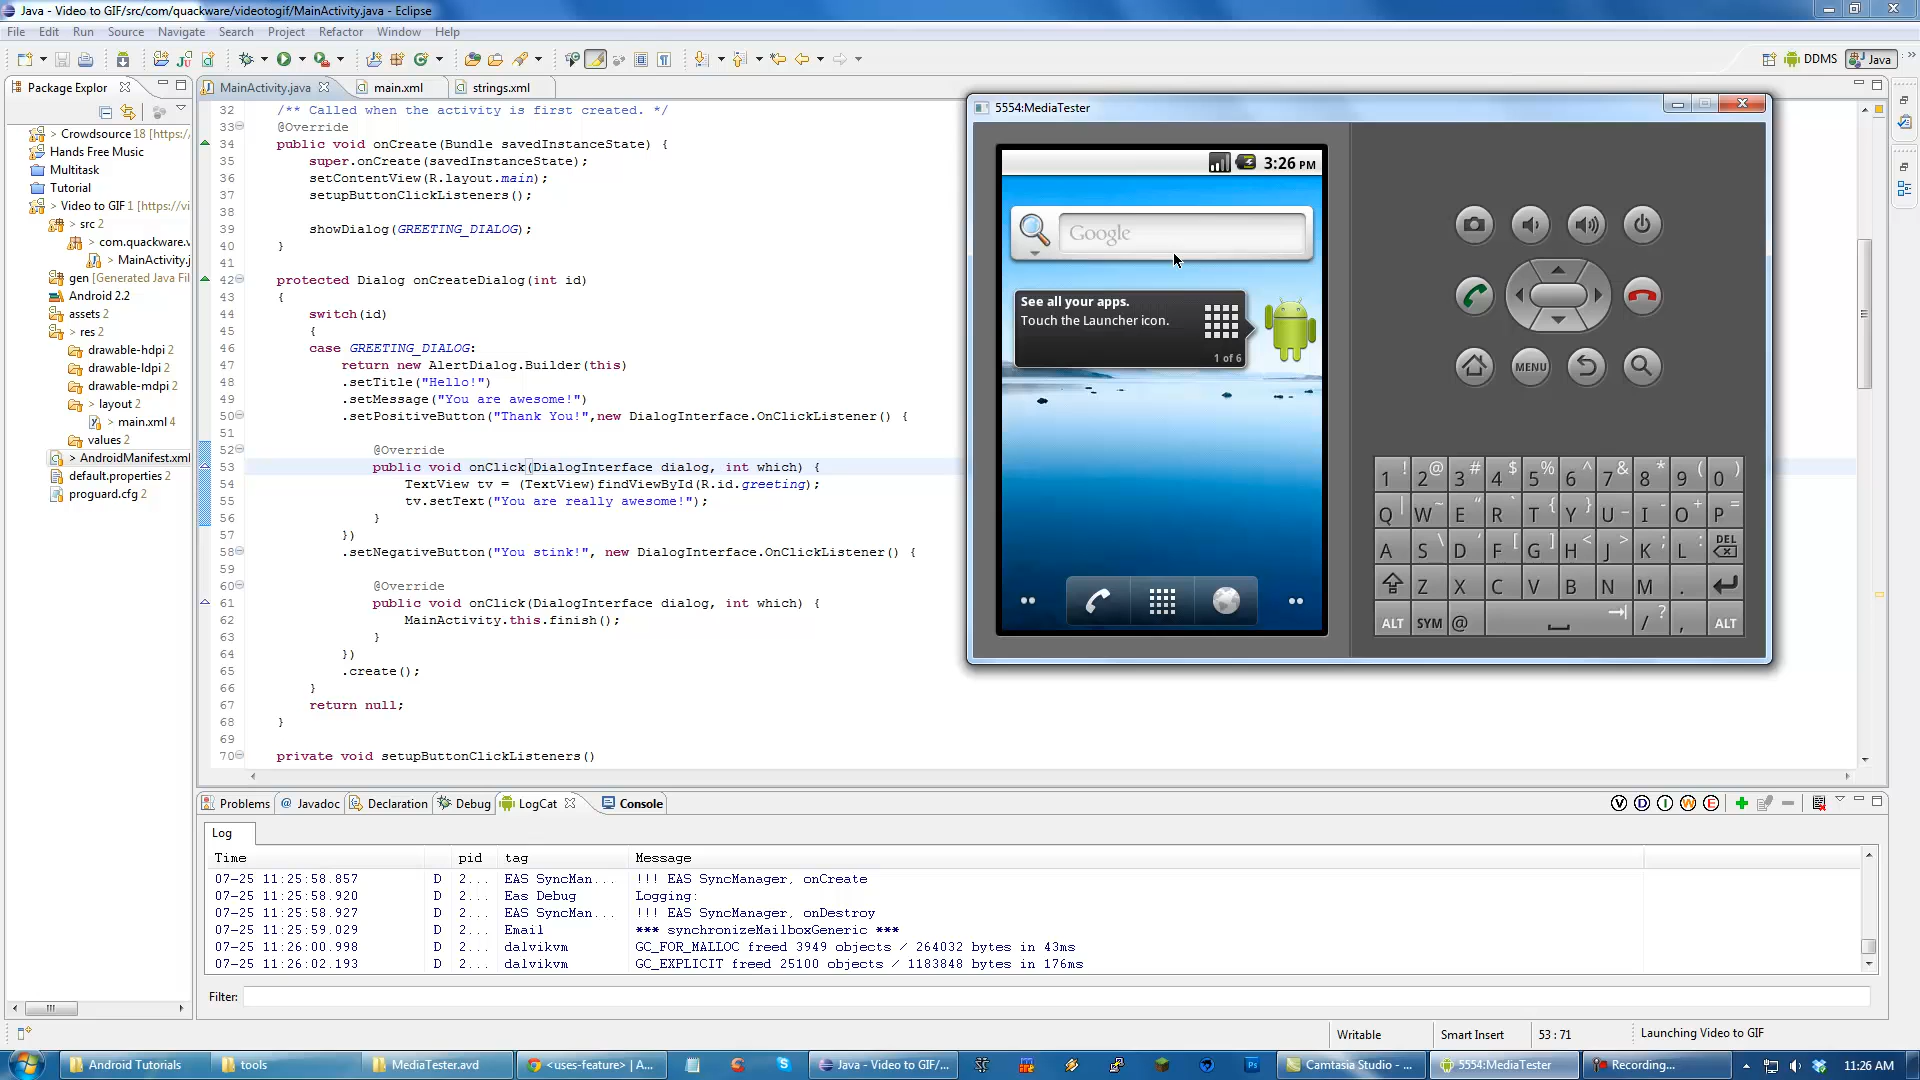 Java - Video to GIF/src/com/quackware/videotogif/MainActivity.java - Eclipse
File Edit Run Source Navigate Search Project Refactor Window Help
DDMS Java
Package Explorer
MainActivity.java main.xml strings.xml
> Crowdsource 18 [https:/
Hands Free Music
Multitask
Tutorial
> Video to GIF 1 [https://vi
> src 2
> com.quackware.v
> MainActivity.j
gen [Generated Java File
Android 2.2
assets 2
> res 2
drawable-hdpi 2
drawable-ldpi 2
drawable-mdpi 2
> layout 2
> main.xml 4
values 2
> AndroidManifest.xml
default.properties 2
proguard.cfg 2
32 /** Called when the activity is first created. */
33 @Override
34 public void onCreate(Bundle savedInstanceState) {
35 super.onCreate(savedInstanceState);
36 setContentView(R.layout.main);
37 setupButtonClickListeners();
38
39 showDialog(GREETING_DIALOG);
40 }
41
42 protected Dialog onCreateDialog(int id)
43 {
44 switch(id)
45 {
46 case GREETING_DIALOG:
47 return new AlertDialog.Builder(this)
48 .setTitle("Hello!")
49 .setMessage("You are awesome!")
50 .setPositiveButton("Thank You!",new DialogInterface.OnClickListener() {
51
52 @Override
53 public void onClick(DialogInterface dialog, int which) {
54 TextView tv = (TextView)findViewById(R.id.greeting);
55 tv.setText("You are really awesome!");
56 }
57 })
58 .setNegativeButton("You stink!", new DialogInterface.OnClickListener() {
59
60 @Override
61 public void onClick(DialogInterface dialog, int which) {
62 MainActivity.this.finish();
63 }
64 })
65 .create();
66 }
67 return null;
68 }
69
70 private void setupButtonClickListeners()
5554:MediaTester
3:26 PM
Google
See all your apps.
Touch the Launcher icon.
1 of 6
MENU
1 ! 2 @ 3 # 4 $ 5 % 6 ^ 7 & 8 * 9 ( 0 )
Q | W ~ E " R ` T { Y } U _ I - O + P =
A S \ D ' F [ G ] H < J > K ; L : DEL
Z X C V B N M .
ALT SYM @ / ? , ALT
Problems @ Javadoc Declaration Debug LogCat Console
V D I W E
Log
Time pid tag Message
07-25 11:25:58.857 D 2... EAS SyncMan... !!! EAS SyncManager, onCreate
07-25 11:25:58.920 D 2... Eas Debug Logging:
07-25 11:25:58.927 D 2... EAS SyncMan... !!! EAS SyncManager, onDestroy
07-25 11:25:59.029 D 2... Email *** synchronizeMailboxGeneric ***
07-25 11:26:00.998 D 2... dalvikvm GC_FOR_MALLOC freed 3949 objects / 264032 bytes in 43ms
07-25 11:26:02.193 D 2... dalvikvm GC_EXPLICIT freed 25100 objects / 1183848 bytes in 176ms
Filter:
Writable Smart Insert 53 : 71 Launching Video to GIF
Android Tutorials tools MediaTester.avd <uses-feature> | A... Java - Video to GIF/... Ps Camtasia Studio - ... 5554:MediaTester Recording... 11:26 AM